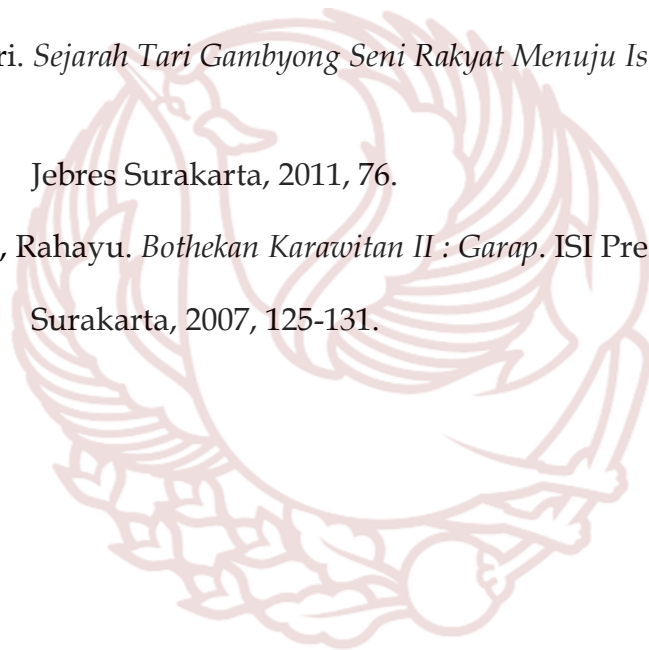 ri. Sejarah Tari Gambyong Seni Rakyat Menuju Is
Jebres Surakarta, 2011, 76.
, Rahayu. Bothekan Karawitan II : Garap. ISI Pre
Surakarta, 2007, 125-131.